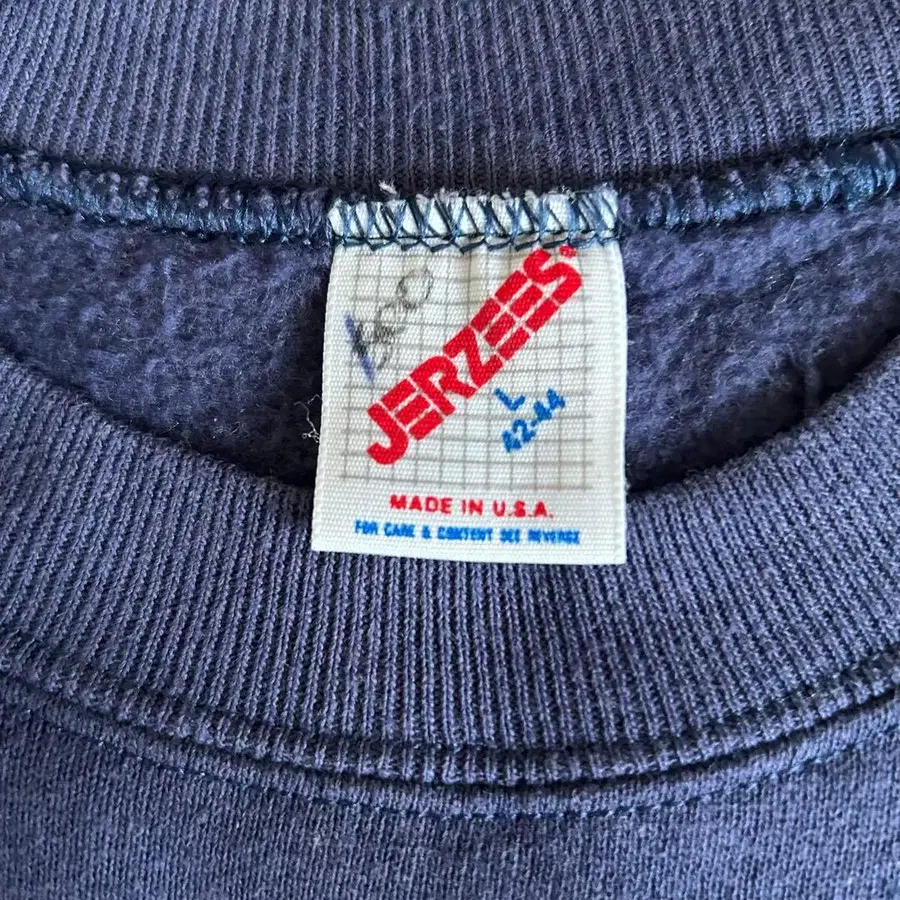 JERZEES
L
42-44
MADE IN U.S.A.
FOR CARE & CONTENT SEE REVERSE